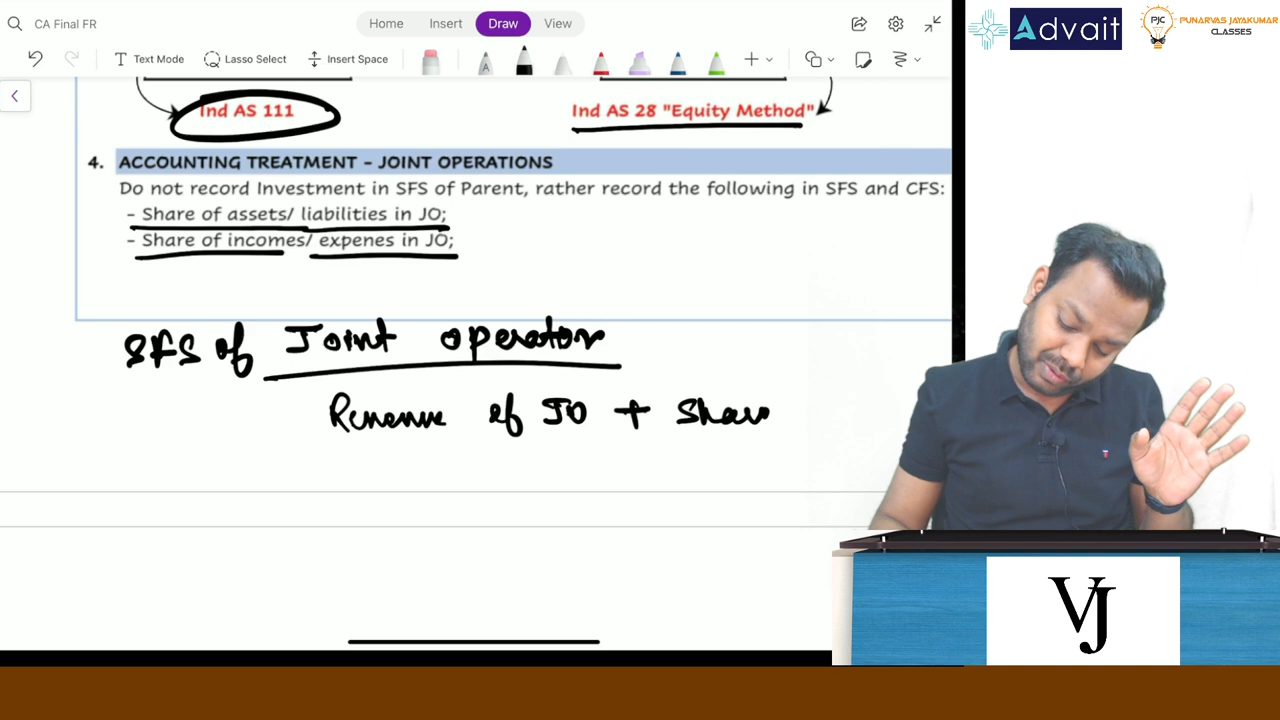 CA Final FR
Home Insert Draw View
Advait
PJC
PUNARVAS JAYAKUMAR
CLASSES
Text Mode Lasso Select Insert Space
Ind AS 111
Ind AS 28 "Equity Method"
4. ACCOUNTING TREATMENT - JOINT OPERATIONS
Do not record Investment in SFS of Parent, rather record the following in SFS and CFS:
- Share of assets/ liabilities in JO;
- Share of incomes/ expenes in JO;
SFS of Joint operator
Revenue of JO + Share
VJ